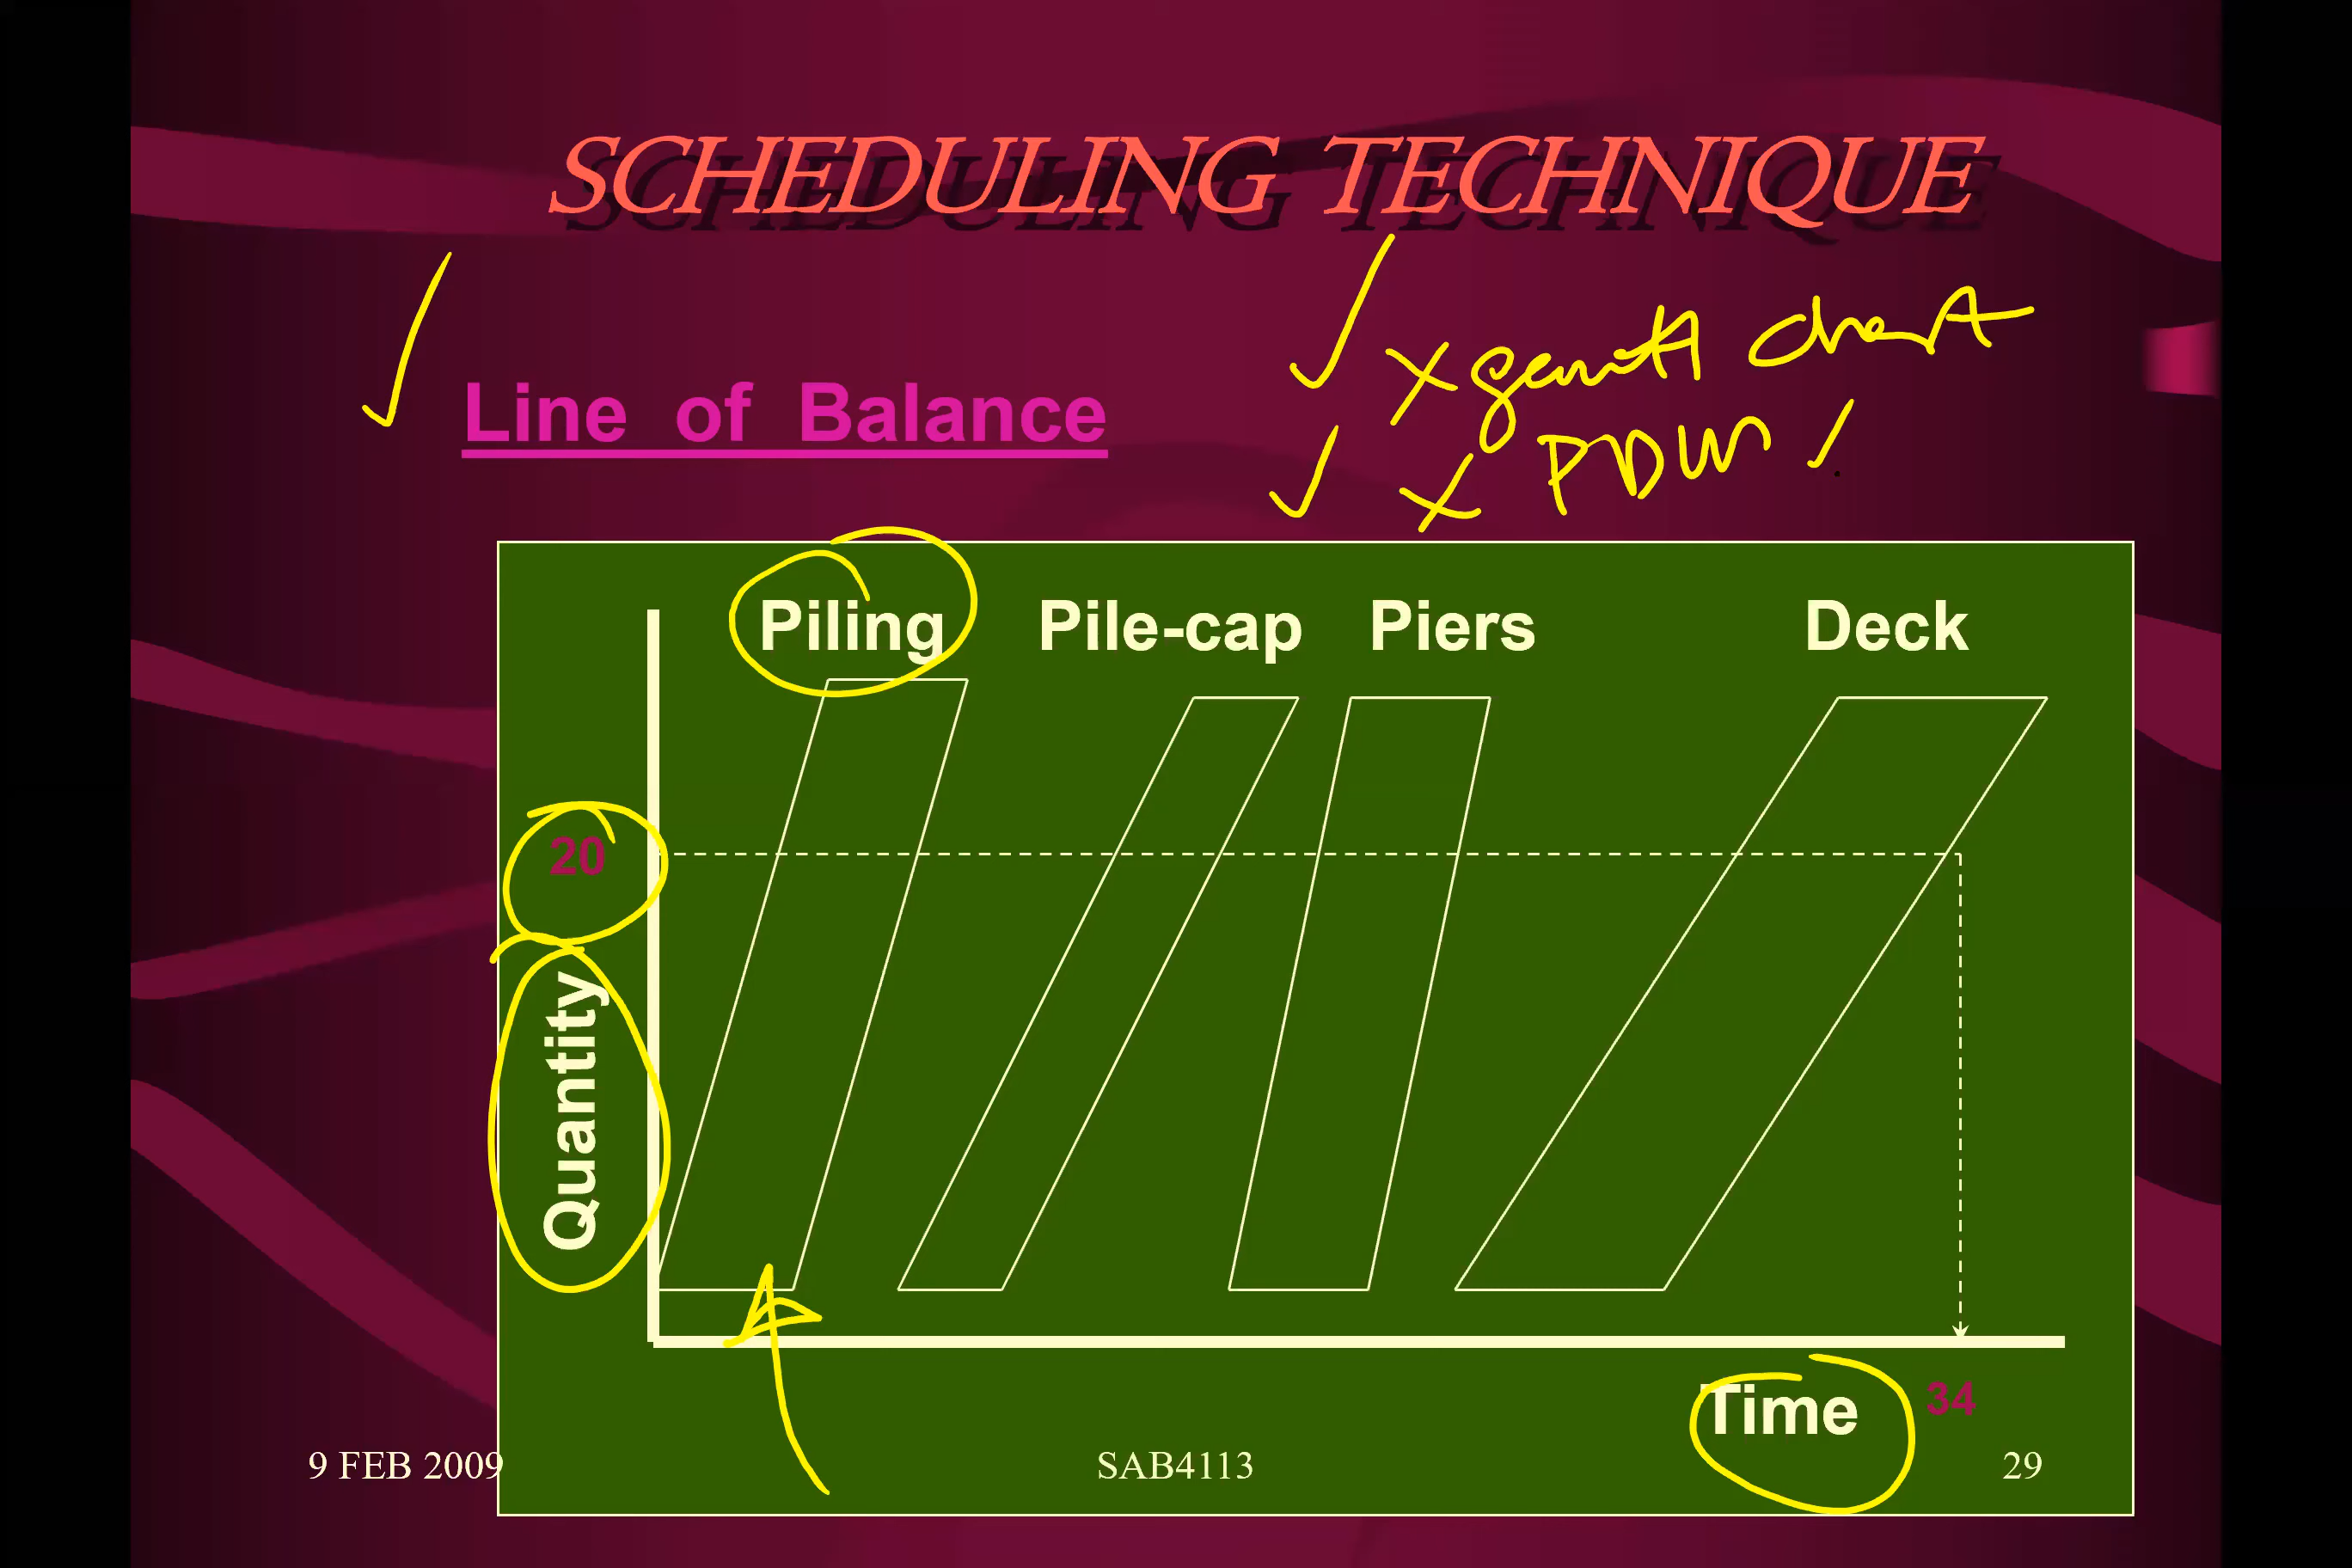 SCHEDULING TECHNIQUE
x gantt chart
Line of Balance
x PDM
Piling Pile-cap Piers Deck
20
Quantity
Time 34
9 FEB 2009 SAB4113 29